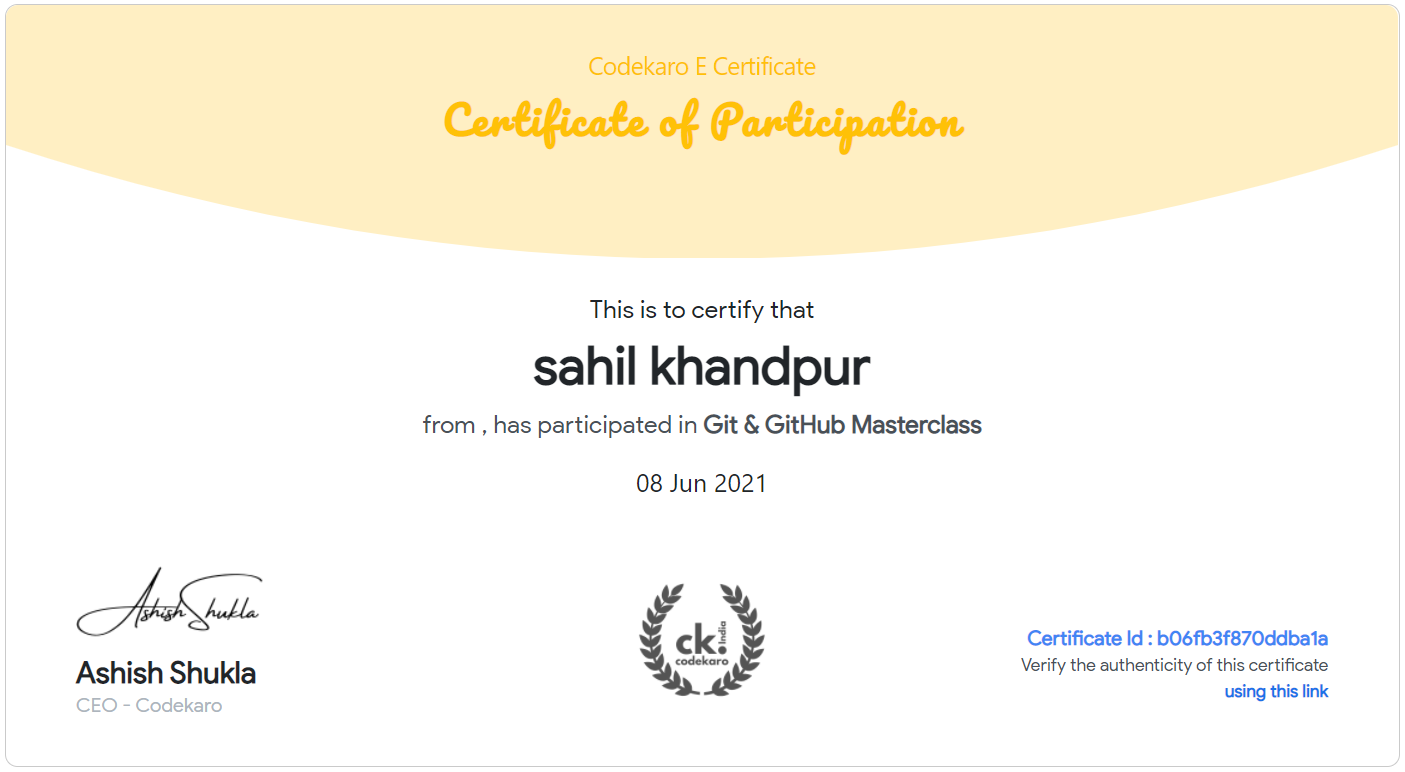 Codekaro E Certificate
Certificate of Participation
This is to certify that
sahil khandpur
from , has participated in Git & GitHub Masterclass
08 Jun 2021
Ashish Shukla
Ashish Shukla
CEO - Codekaro
ck. India
codekaro
Certificate Id : b06fb3f870ddba1a
Verify the authenticity of this certificate
using this link